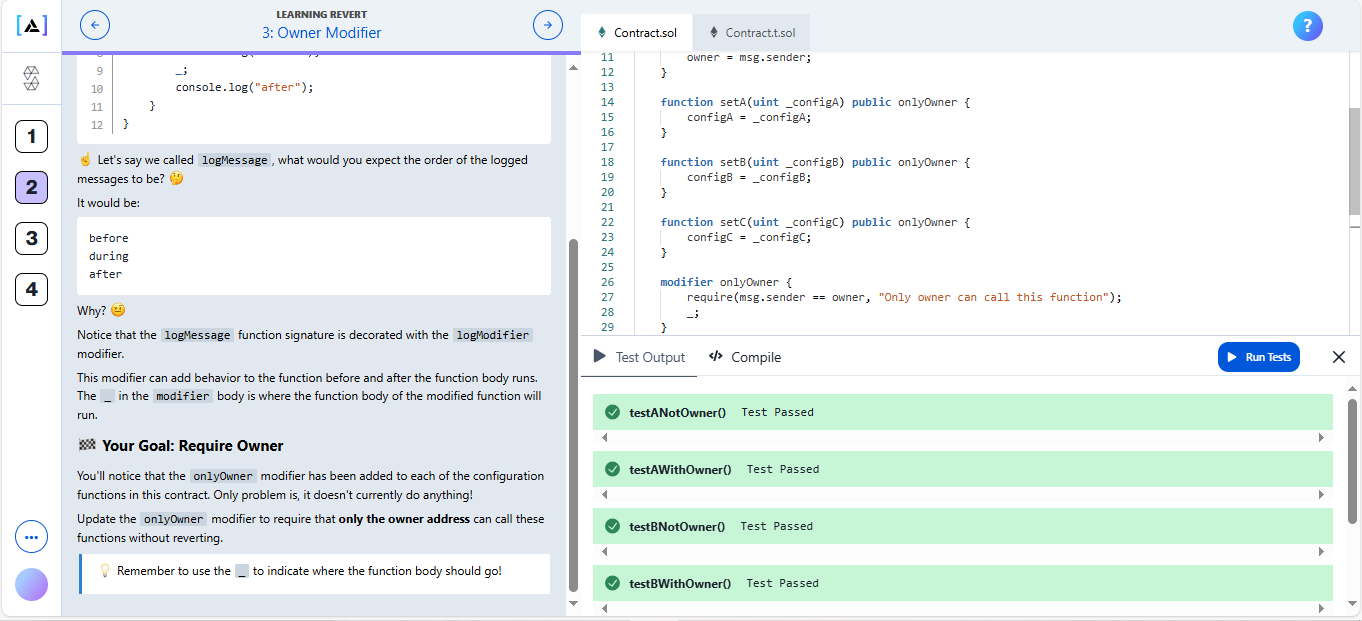 [A]
LEARNING REVERT
3: Owner Modifier
1
2
3
4
9 _;
10 console.log("after");
11 }
12 }
☝️ Let's say we called logMessage, what would you expect the order of the logged
messages to be? 🤔
It would be:
before
during
after
Why? 🤨
Notice that the logMessage function signature is decorated with the logModifier
modifier.
This modifier can add behavior to the function before and after the function body runs.
The _ in the modifier body is where the function body of the modified function will
run.
🏁 Your Goal: Require Owner
You'll notice that the onlyOwner modifier has been added to each of the configuration
functions in this contract. Only problem is, it doesn't currently do anything!
Update the onlyOwner modifier to require that only the owner address can call these
functions without reverting.
💡 Remember to use the _ to indicate where the function body should go!
Contract.sol
Contract.t.sol
?
11 owner = msg.sender;
12 }
13
14 function setA(uint _configA) public onlyOwner {
15 configA = _configA;
16 }
17
18 function setB(uint _configB) public onlyOwner {
19 configB = _configB;
20 }
21
22 function setC(uint _configC) public onlyOwner {
23 configC = _configC;
24 }
25
26 modifier onlyOwner {
27 require(msg.sender == owner, "Only owner can call this function");
28 _;
29 }
Test Output
Compile
Run Tests
testANotOwner() Test Passed
testAWithOwner() Test Passed
testBNotOwner() Test Passed
testBWithOwner() Test Passed